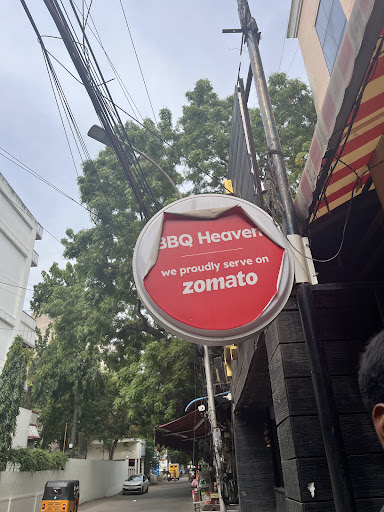 BBQ Heaven
we proudly serve on
zomato